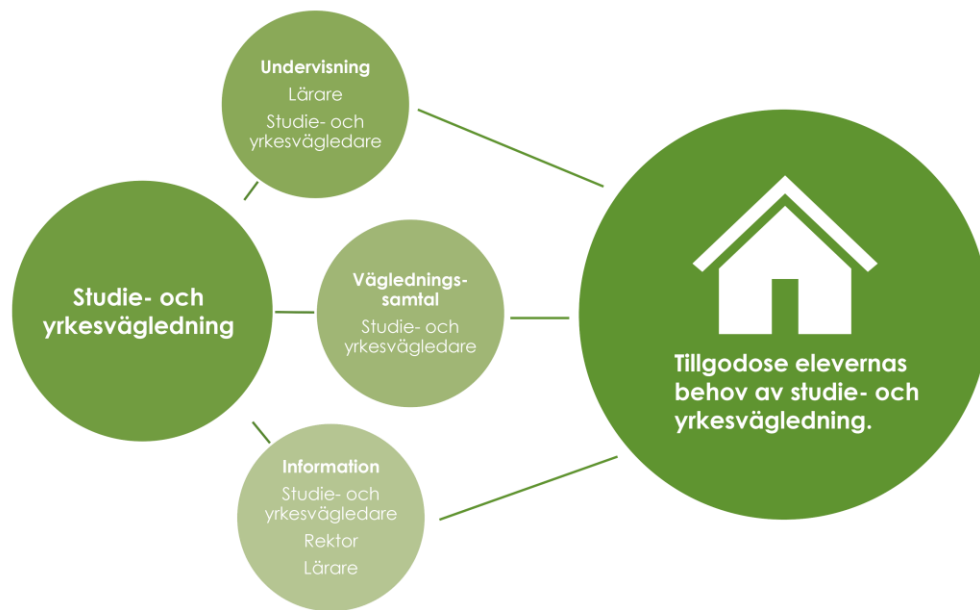 Undervisning
Lärare
Studie- och
yrkesvägledare
Studie- och
yrkesvägledning
Väglednings-
samtal
Studie- och
yrkesvägledare
Information
Studie- och
yrkesvägledare
Rektor
Lärare
Tillgodose elevernas
behov av studie- och
yrkesvägledning.